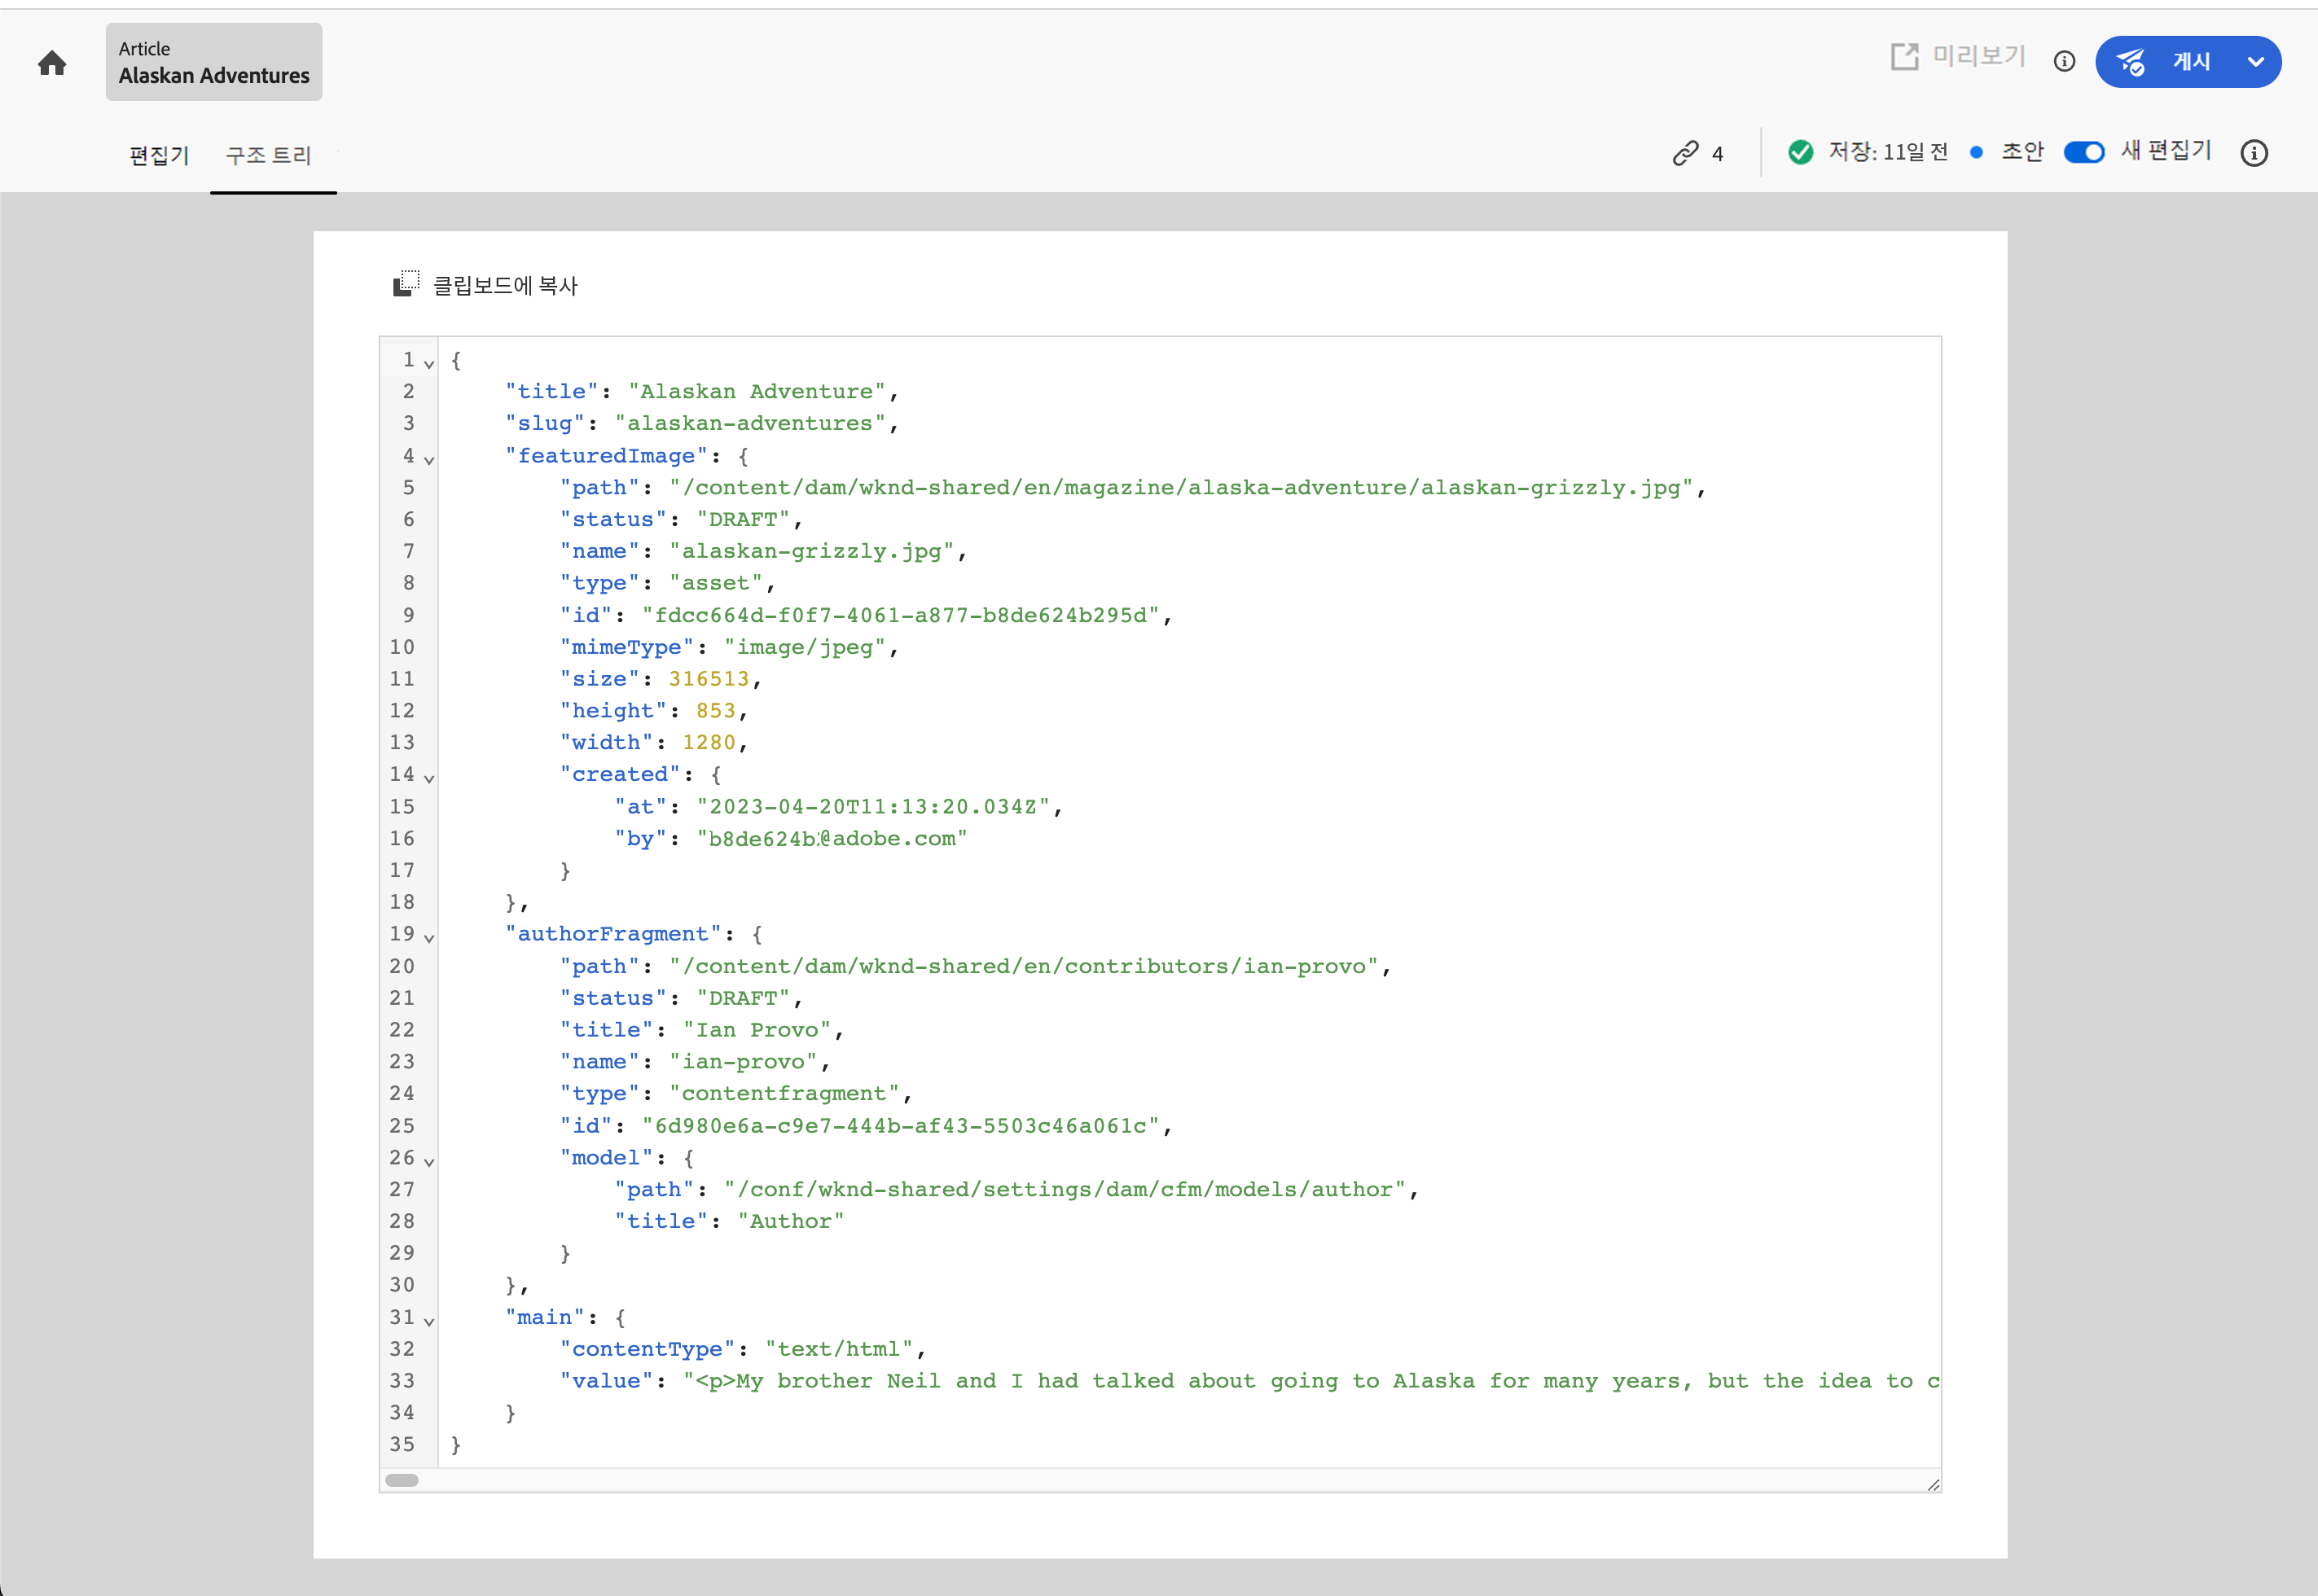 Article
Alaskan Adventures
미리보기
게시
편집기
구조 트리
4
저장: 11일 전
초안
새 편집기
클립보드에 복사
1 {
2 "title": "Alaskan Adventure",
3 "slug": "alaskan-adventures",
4 "featuredImage": {
5 "path": "/content/dam/wknd-shared/en/magazine/alaska-adventure/alaskan-grizzly.jpg",
6 "status": "DRAFT",
7 "name": "alaskan-grizzly.jpg",
8 "type": "asset",
9 "id": "fdcc664d-f0f7-4061-a877-b8de624b295d",
10 "mimeType": "image/jpeg",
11 "size": 316513,
12 "height": 853,
13 "width": 1280,
14 "created": {
15 "at": "2023-04-20T11:13:20.034Z",
16 "by": "b8de624b@adobe.com"
17 }
18 },
19 "authorFragment": {
20 "path": "/content/dam/wknd-shared/en/contributors/ian-provo",
21 "status": "DRAFT",
22 "title": "Ian Provo",
23 "name": "ian-provo",
24 "type": "contentfragment",
25 "id": "6d980e6a-c9e7-444b-af43-5503c46a061c",
26 "model": {
27 "path": "/conf/wknd-shared/settings/dam/cfm/models/author",
28 "title": "Author"
29 }
30 },
31 "main": {
32 "contentType": "text/html",
33 "value": "<p>My brother Neil and I had talked about going to Alaska for many years, but the idea to c
34 }
35 }